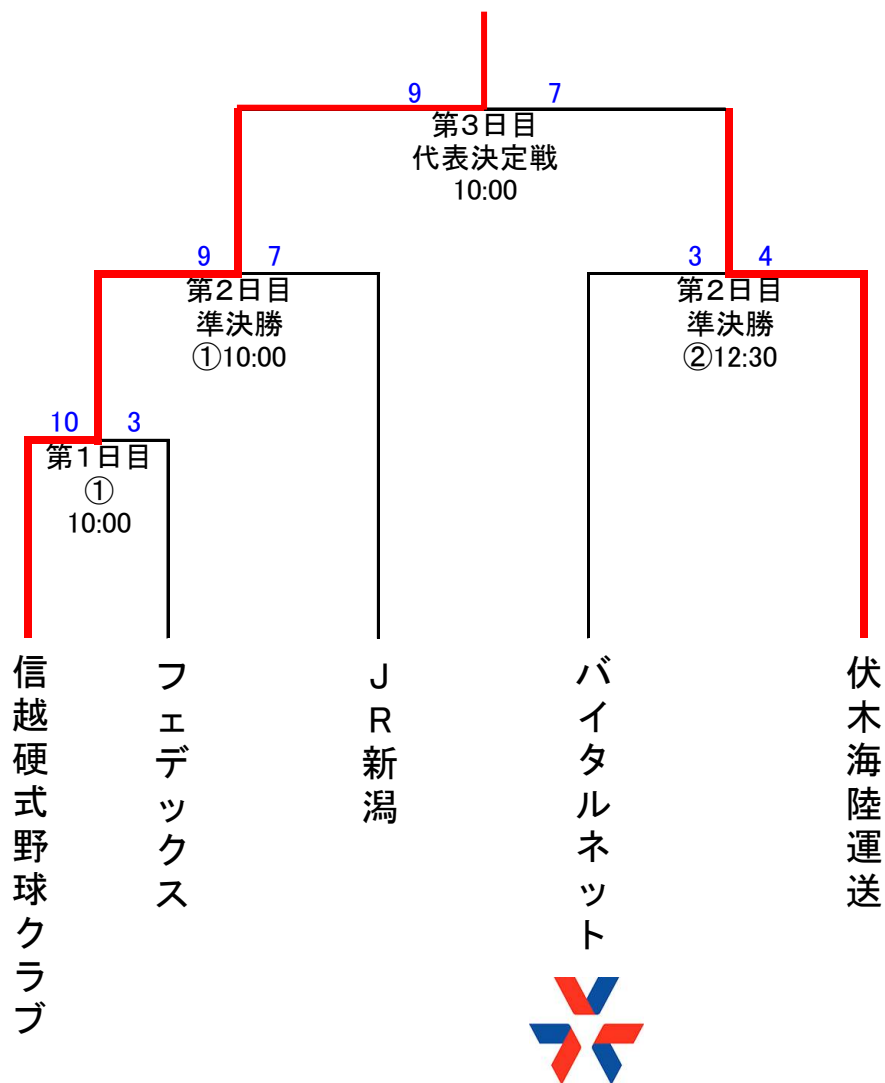 9 7
第3日目
代表決定戦
10:00
9 7
第2日目
準決勝
①10:00
3 4
第2日目
準決勝
②12:30
10 3
第1日目
①
10:00
信越硬式野球クラブ
フェデックス
JR新潟
バイタルネット
伏木海陸運送